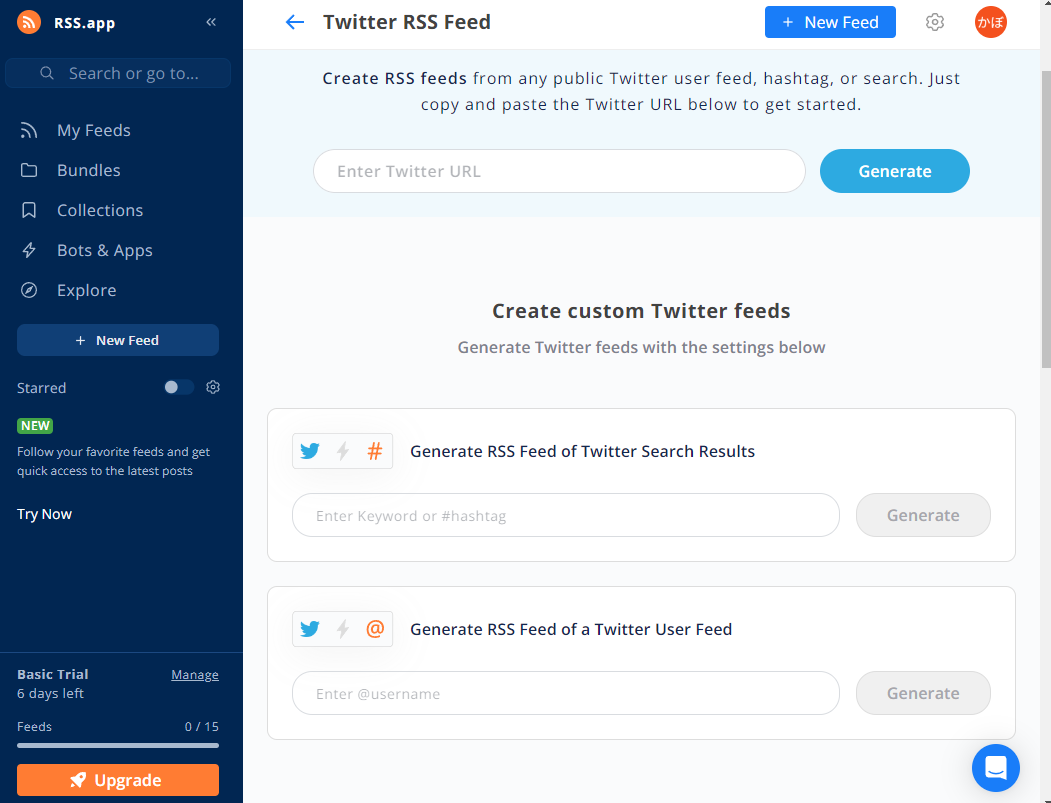 RSS.app
Search or go to...
My Feeds
Bundles
Collections
Bots & Apps
Explore
+ New Feed
Starred
NEW
Follow your favorite feeds and get
quick access to the latest posts
Try Now
Basic Trial
Manage
6 days left
Feeds
0 / 15
Upgrade
Twitter RSS Feed
+ New Feed
かぼ
Create RSS feeds from any public Twitter user feed, hashtag, or search. Just
copy and paste the Twitter URL below to get started.
Enter Twitter URL
Generate
Create custom Twitter feeds
Generate Twitter feeds with the settings below
#
Generate RSS Feed of Twitter Search Results
Enter Keyword or #hashtag
Generate
@
Generate RSS Feed of a Twitter User Feed
Enter @username
Generate